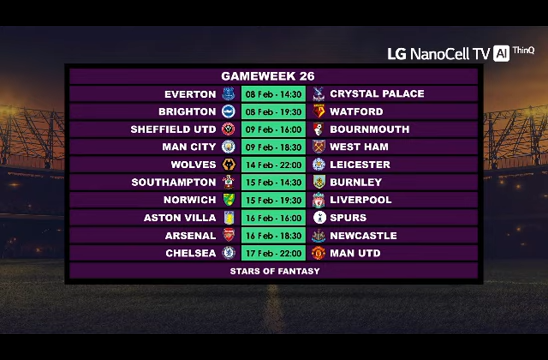 LG NanoCell TV AI ThinQ
GAMEWEEK 26
EVERTON 08 Feb - 14:30 CRYSTAL PALACE
BRIGHTON 08 Feb - 19:30 WATFORD
SHEFFIELD UTD 09 Feb - 16:00 BOURNMOUTH
MAN CITY 09 Feb - 18:30 WEST HAM
WOLVES 14 Feb - 22:00 LEICESTER
SOUTHAMPTON 15 Feb - 14:30 BURNLEY
NORWICH 15 Feb - 19:30 LIVERPOOL
ASTON VILLA 16 Feb - 16:00 SPURS
ARSENAL 16 Feb - 18:30 NEWCASTLE
CHELSEA 17 Feb - 22:00 MAN UTD
STARS OF FANTASY